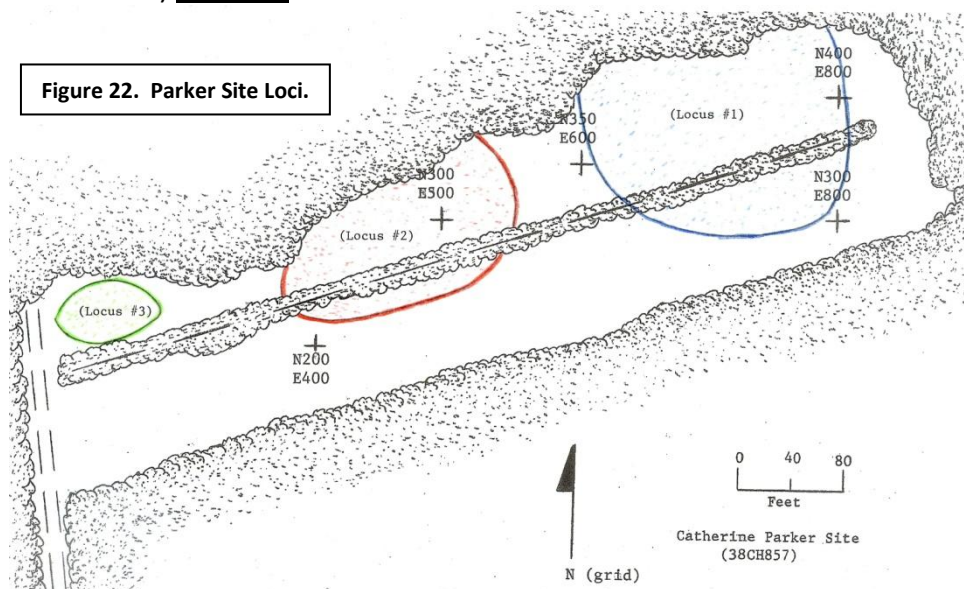 Figure 22. Parker Site Loci.
N400
E800
(Locus #1)
N350
E600
N300
E500
N300
E800
(Locus #2)
(Locus #3)
N200
E400
0 40 80
Feet
Catherine Parker Site
(38CH857)
N (grid)